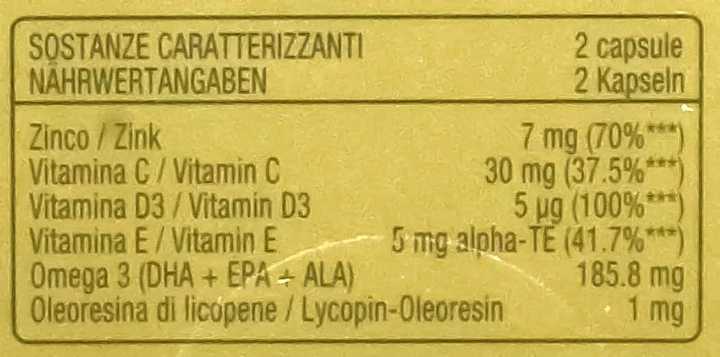 SOSTANZE CARATTERIZZANTI 2 capsule
NÄHRWERTANGABEN 2 Kapseln
Zinco / Zink 7 mg (70%***)
Vitamina C / Vitamin C 30 mg (37.5%***)
Vitamina D3 / Vitamin D3 5 µg (100%***)
Vitamina E / Vitamin E 5 mg alpha-TE (41.7%***)
Omega 3 (DHA + EPA + ALA) 185.8 mg
Oleoresina di licopene / Lycopin-Oleoresin 1 mg